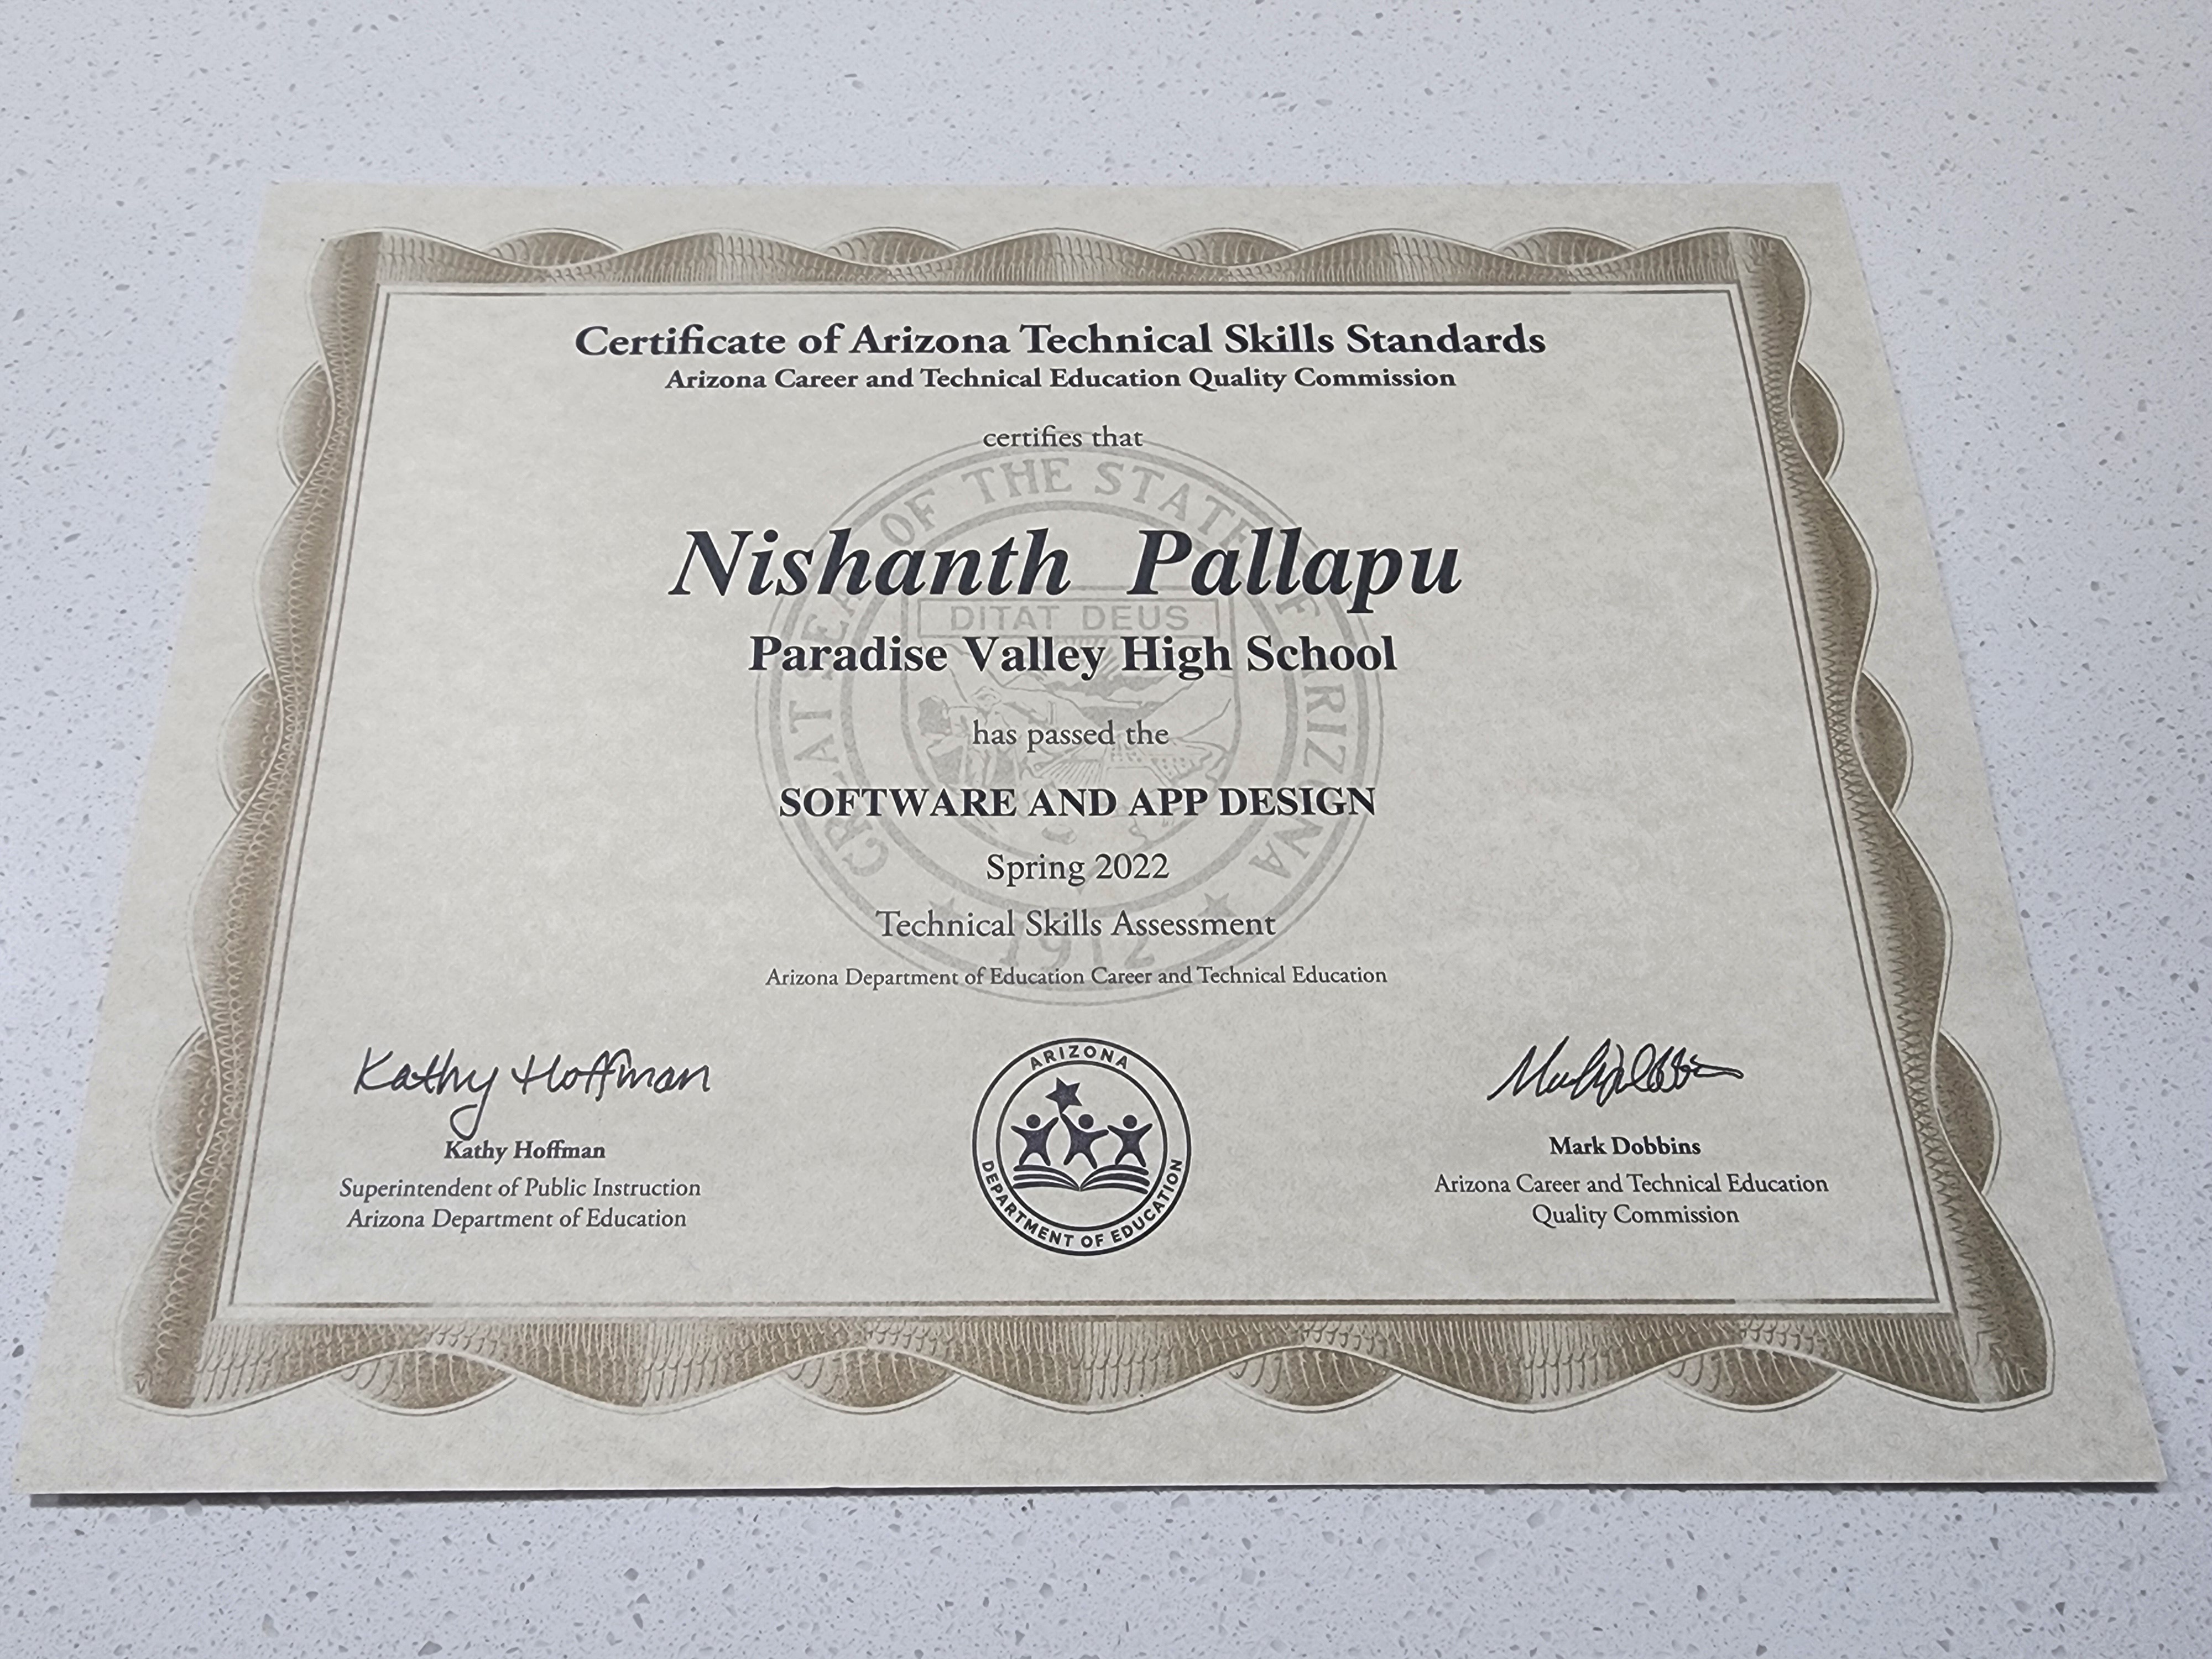 Certificate of Arizona Technical Skills Standards
Arizona Career and Technical Education Quality Commission
certifies that
GREAT SEAL OF THE STATE OF ARIZONA
Nishanth Pallapu
DITAT DEUS
Paradise Valley High School
has passed the
SOFTWARE AND APP DESIGN
Spring 2022
Technical Skills Assessment
1912
Arizona Department of Education Career and Technical Education
Kathy Hoffman
Kathy Hoffman
Superintendent of Public Instruction
Arizona Department of Education
ARIZONA
DEPARTMENT OF EDUCATION
Mark Dobbins
Arizona Career and Technical Education
Quality Commission